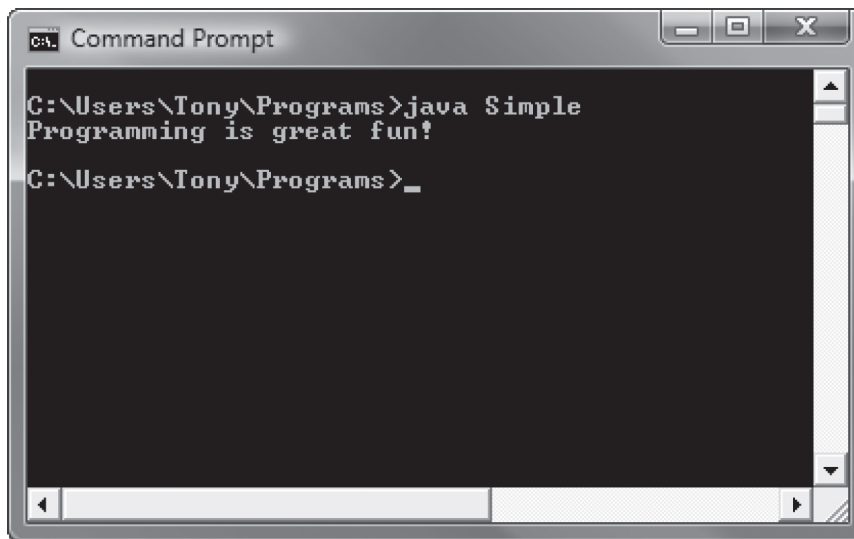 C:\. Command Prompt
C:\Users\Tony\Programs>java Simple
Programming is great fun!
C:\Users\Tony\Programs>_